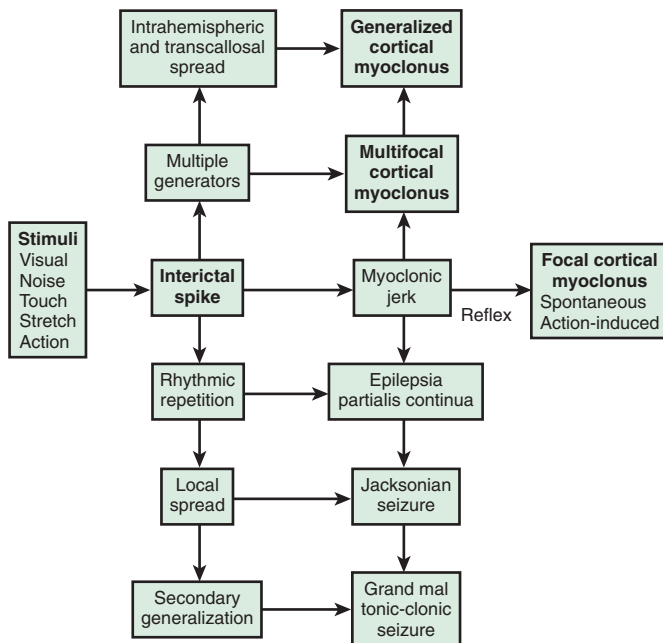 Intrahemispheric
and transcallosal
spread
Generalized
cortical
myoclonus
Multiple
generators
Multifocal
cortical
myoclonus
Stimuli
Visual
Noise
Touch
Stretch
Action
Interictal
spike
Myoclonic
jerk
Reflex
Focal cortical
myoclonus
Spontaneous
Action-induced
Rhythmic
repetition
Epilepsia
partialis continua
Local
spread
Jacksonian
seizure
Secondary
generalization
Grand mal
tonic-clonic
seizure